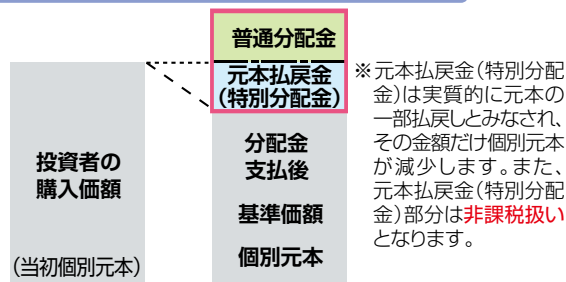 普通分配金
元本払戻金
(特別分配金)
分配金
支払後
基準価額
個別元本
投資者の
購入価額
(当初個別元本)
※元本払戻金(特別分配
金)は実質的に元本の
一部払戻しとみなされ、
その金額だけ個別元本
が減少します。また、
元本払戻金(特別分配
金)部分は非課税扱い
となります。